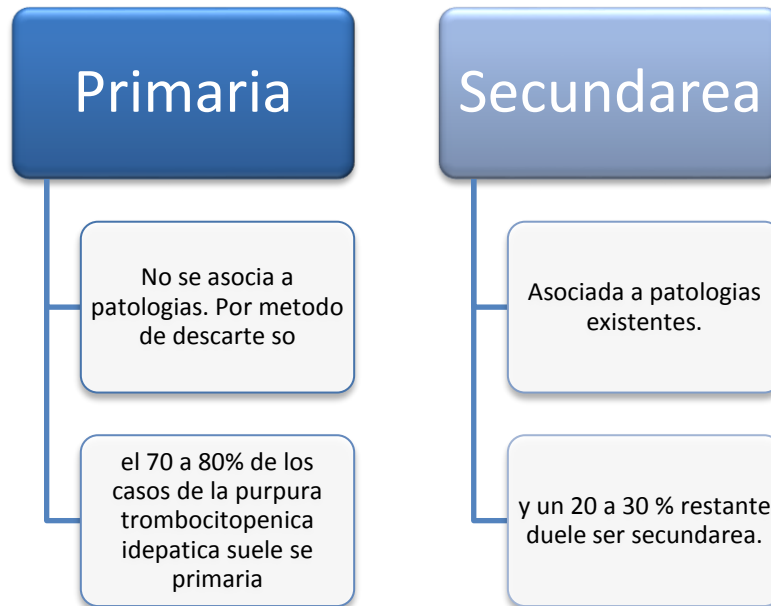 Primaria
No se asocia a
patologias. Por metodo
de descarte so
el 70 a 80% de los
casos de la purpura
trombocitopenica
idepatica suele se
primaria
Secundarea
Asociada a patologias
existentes.
y un 20 a 30 % restante
duele ser secundarea.